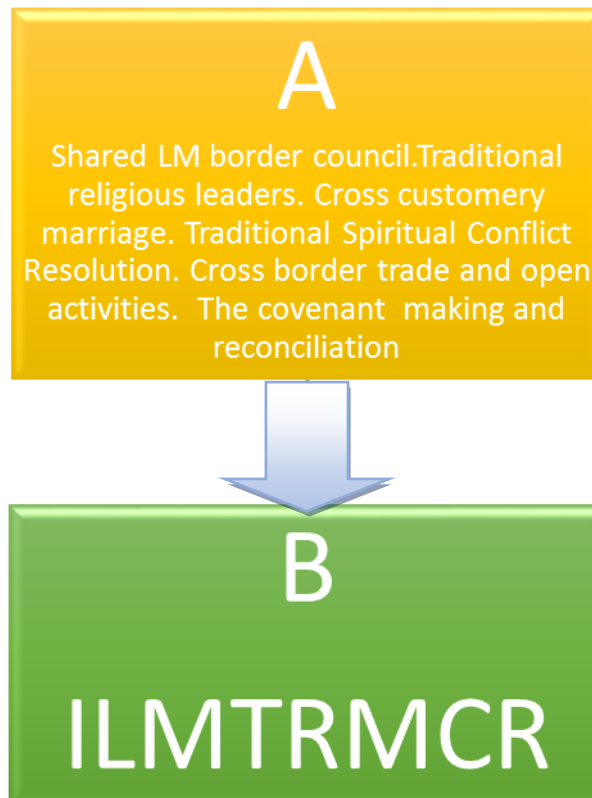 A
Shared LM border council.Traditional
religious leaders. Cross customery
marriage. Traditional Spiritual Conflict
Resolution. Cross border trade and open
activities.  The covenant  making and
reconciliation
B
ILMTRMCR